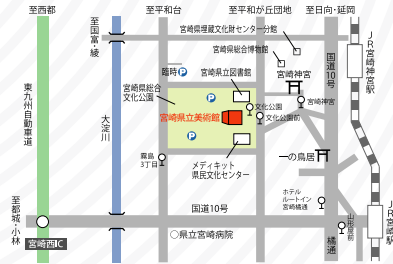 至西都
至国富・綾
至平和台
至平和が丘団地
至日向・延岡
宮崎県埋蔵文化財センター分館
宮崎県総合博物館
国道10号
JR宮崎神宮駅
臨時P
宮崎県立図書館
宮崎神宮
宮崎県総合
文化公園
P
文化公園
宮崎神宮
宮崎県立美術館
文化公園前
東九州自動車道
大淀川
P
一の鳥居
霧島
3丁目
メディキット
県民文化センター
ホテル
ルートイン
宮崎橘通
至都城・小林
国道10号
山形屋前
JR宮崎駅
宮崎西IC
○県立宮崎病院
橘通